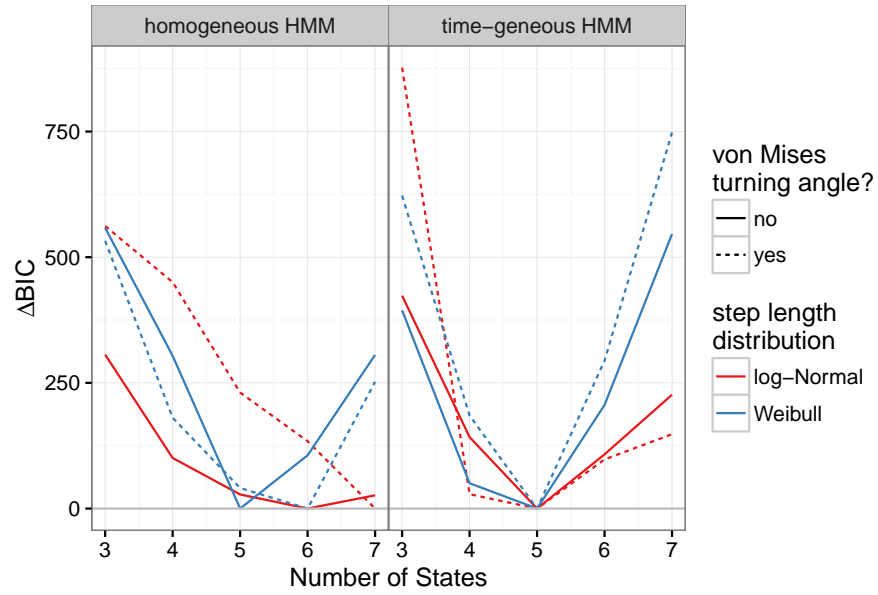 homogeneous HMM
time−geneous HMM
ΔBIC
750
500
250
0
3
4
5
6
7
3
4
5
6
7
Number of States
von Mises
turning angle?
no
yes
step length
distribution
log−Normal
Weibull